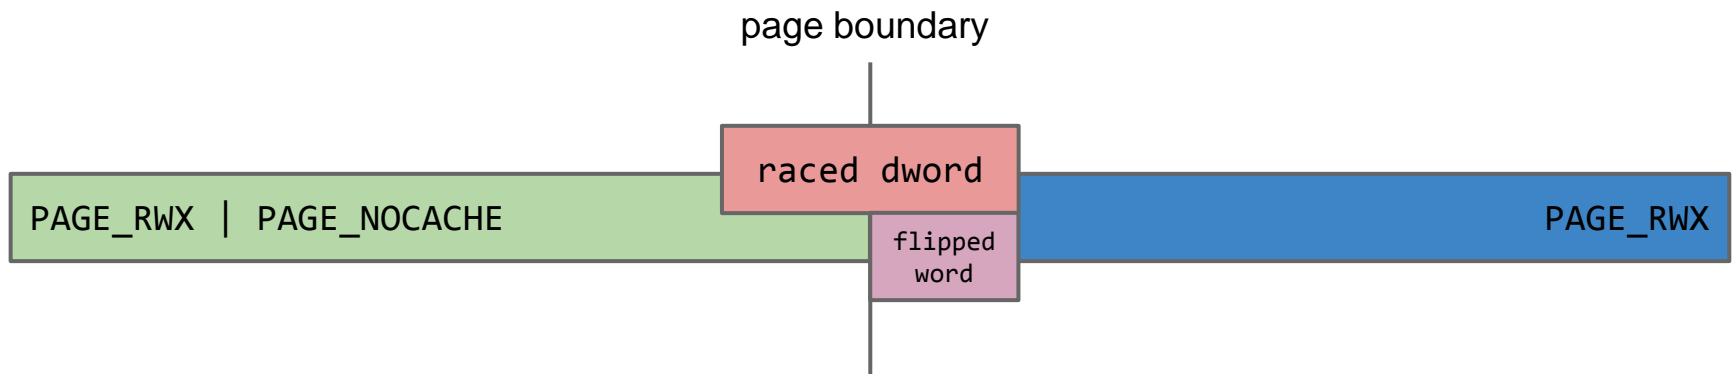 page boundary
raced dword
PAGE_RWX | PAGE_NOCACHE
PAGE_RWX
flipped
word